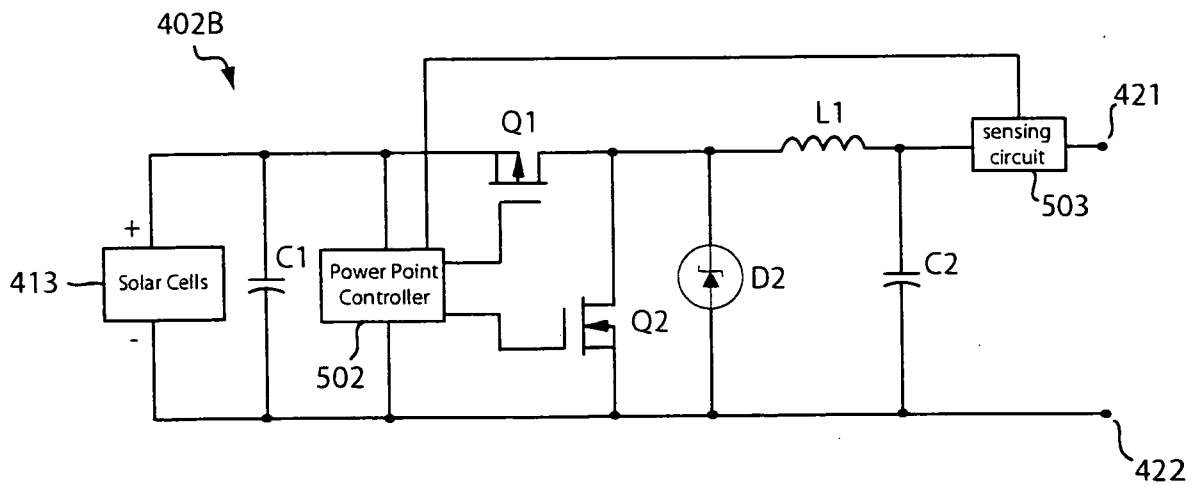 402B
Q1
L1
421
sensing
circuit
503
+
413
Solar Cells
-
C1
Power Point
Controller
502
Q2
D2
C2
422